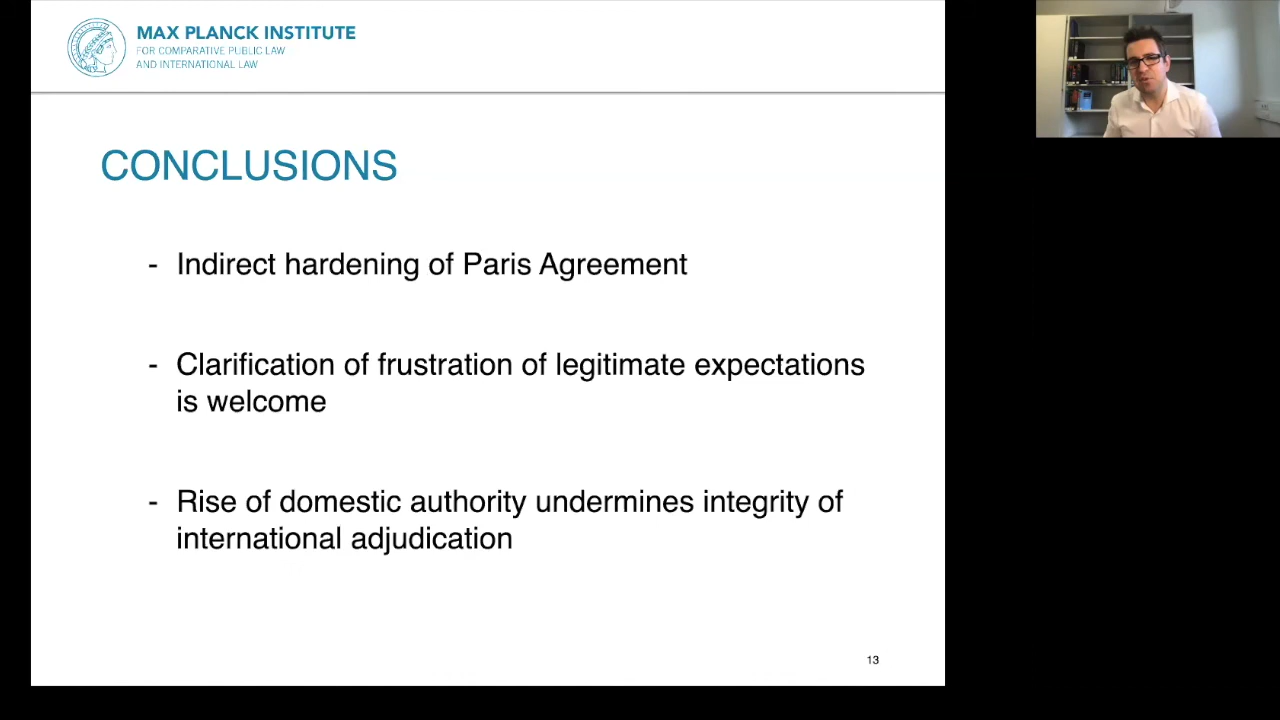 MAX PLANCK INSTITUTE
FOR COMPARATIVE PUBLIC LAW
AND INTERNATIONAL LAW
CONCLUSIONS
- Indirect hardening of Paris Agreement
- Clarification of frustration of legitimate expectations
is welcome
- Rise of domestic authority undermines integrity of
international adjudication
13